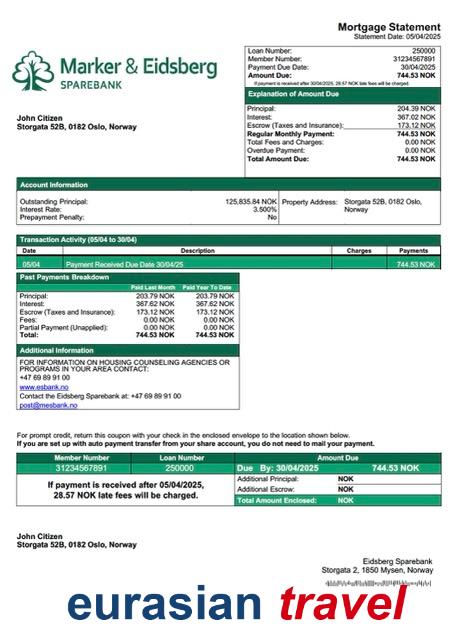 Mortgage Statement
Statement Date: 05/04/2025
Marker & Eidsberg
SPAREBANK
Loan Number: 250000
Member Number: 31234567891
Payment Due Date: 30/04/2025
Amount Due: 744.53 NOK
If payment is received after 30/04/2025, 28.57 NOK late fees will be charged.
Explanation of Amount Due
Principal: 204.39 NOK
Interest: 367.02 NOK
Escrow (Taxes and Insurance): 173.12 NOK
Regular Monthly Payment: 744.53 NOK
Total Fees and Charges: 0.00 NOK
Overdue Payment: 0.00 NOK
Total Amount Due: 744.53 NOK
John Citizen
Storgata 52B, 0182 Oslo, Norway
Account Information
Outstanding Principal: 125,835.84 NOK
Interest Rate: 3.500%
Prepayment Penalty: No
Property Address: Storgata 52B, 0182 Oslo,
Norway
Transaction Activity (05/04 to 30/04)
Date Description Charges Payments
05/04 Payment Received Due Date 30/04/25 744.53 NOK
Past Payments Breakdown
Paid Last Month Paid Year To Date
Principal: 203.79 NOK 203.79 NOK
Interest: 367.62 NOK 367.62 NOK
Escrow (Taxes and Insurance): 173.12 NOK 173.12 NOK
Fees: 0.00 NOK 0.00 NOK
Partial Payment (Unapplied): 0.00 NOK 0.00 NOK
Total: 744.53 NOK 744.53 NOK
Additional Information
FOR INFORMATION ON HOUSING COUNSELING AGENCIES OR
PROGRAMS IN YOUR AREA CONTACT:
+47 69 89 91 00
www.esbank.no
Contact the Eidsberg Sparebank at: +47 69 89 91 00
post@mesbank.no
For prompt credit, return this coupon with your check in the enclosed envelope to the location shown below.
If you are set up with auto payment transfer from your share account, you do not need to mail your payment.
Member Number Loan Number Amount Due
31234567891 250000 Due By: 30/04/2025 744.53 NOK
If payment is received after 05/04/2025,
28.57 NOK late fees will be charged.
Additional Principal: NOK
Additional Escrow: NOK
Total Amount Enclosed: NOK
John Citizen
Storgata 52B, 0182 Oslo, Norway
Eidsberg Sparebank
Storgata 2, 1850 Mysen, Norway
eurasian travel